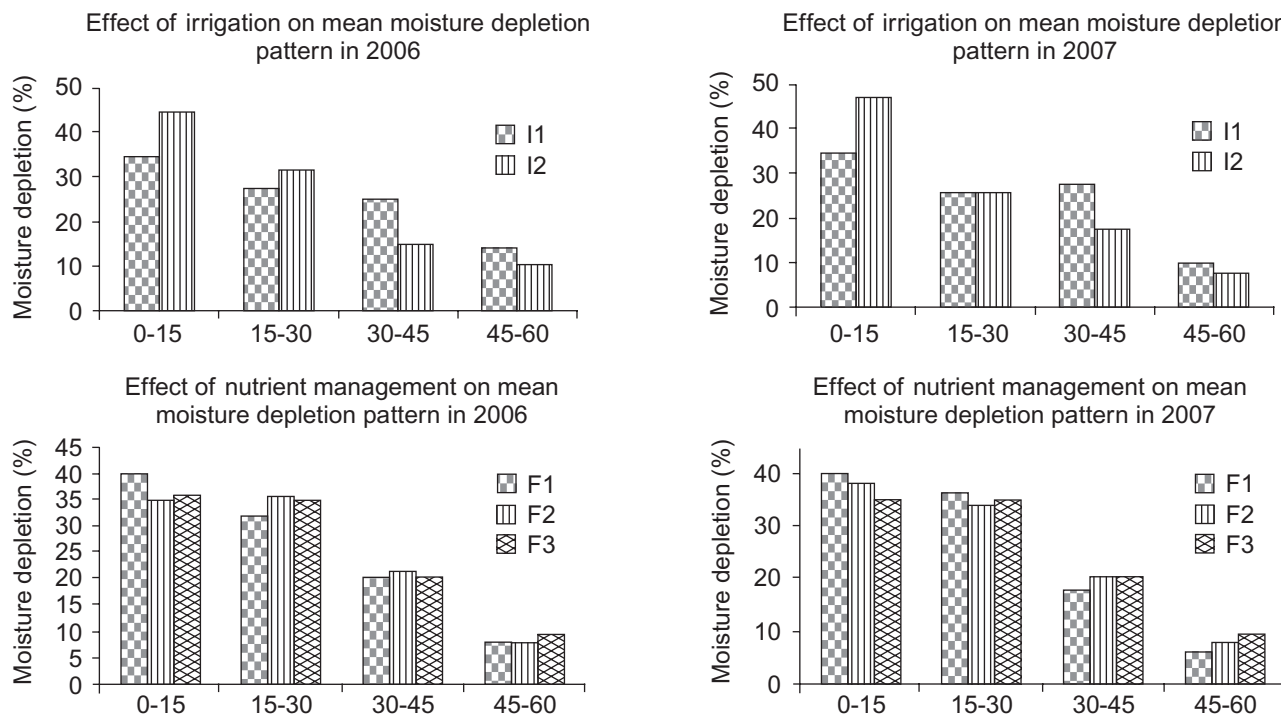 Effect of irrigation on mean moisture depletion
pattern in 2006
Moisture depletion (%)
50
40
30
20
10
0
I1
I2
0-15 15-30 30-45 45-60
Effect of irrigation on mean moisture depletion
pattern in 2007
Moisture depletion (%)
50
40
30
20
10
0
I1
I2
0-15 15-30 30-45 45-60
Effect of nutrient management on mean
moisture depletion pattern in 2006
Moisture depletion (%)
45
40
35
30
25
20
15
10
5
0
F1
F2
F3
0-15 15-30 30-45 45-60
Effect of nutrient management on mean
moisture depletion pattern in 2007
Moisture depletion (%)
40
30
20
10
0
F1
F2
F3
0-15 15-30 30-45 45-60